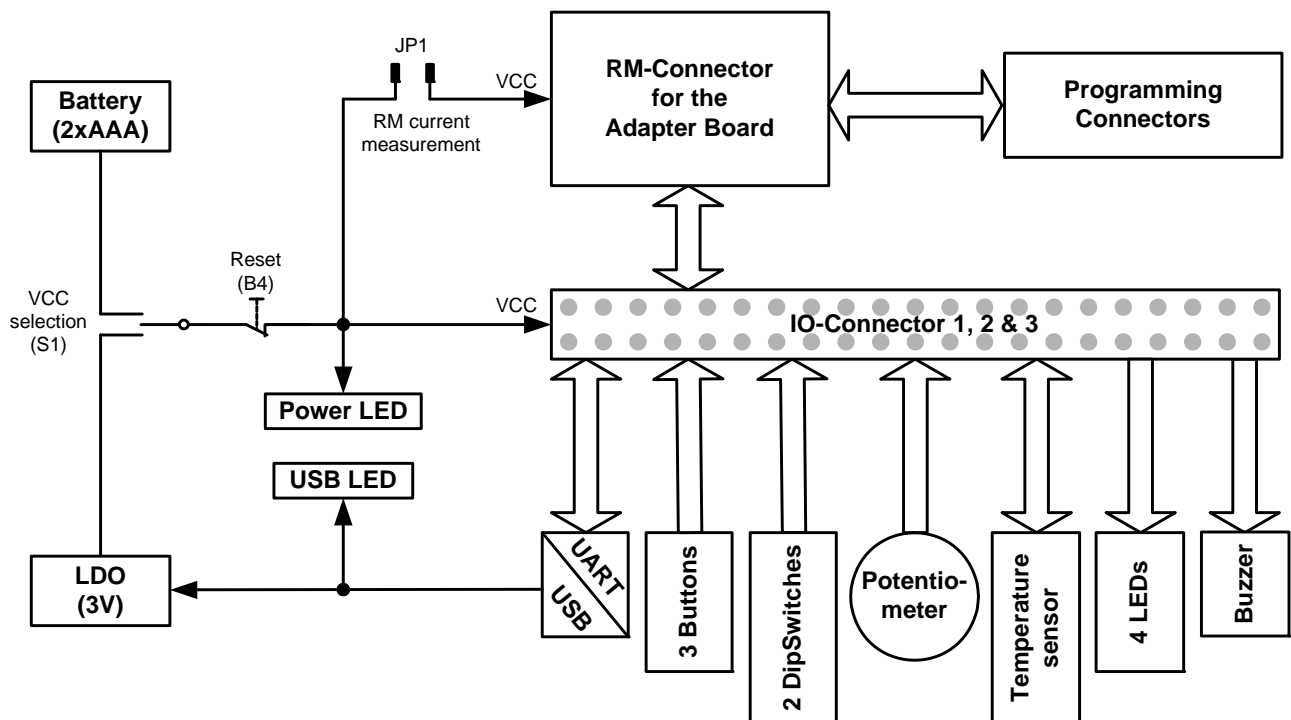 JP1
VCC
RM-Connector
for the
Adapter Board
Programming
Connectors
Battery
(2xAAA)
RM current
measurement
Reset
(B4)
VCC
selection
(S1)
VCC
IO-Connector 1, 2 & 3
Power LED
USB LED
LDO
(3V)
UART
USB
3 Buttons
2 DipSwitches
Potentio-
meter
Temperature
sensor
4 LEDs
Buzzer